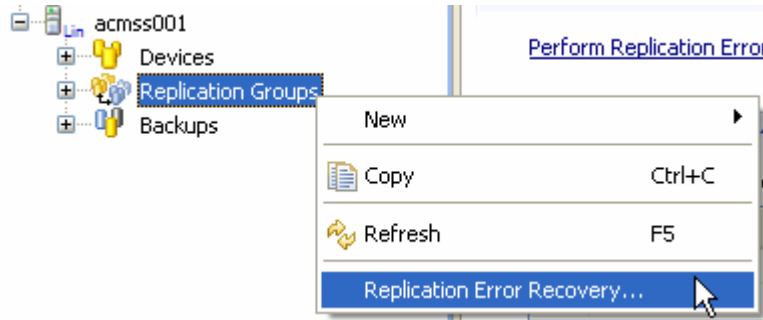 acmss001
Lin
Devices
Perform Replication Erro
Replication Groups
Backups
New
Copy Ctrl+C
Refresh F5
Replication Error Recovery...